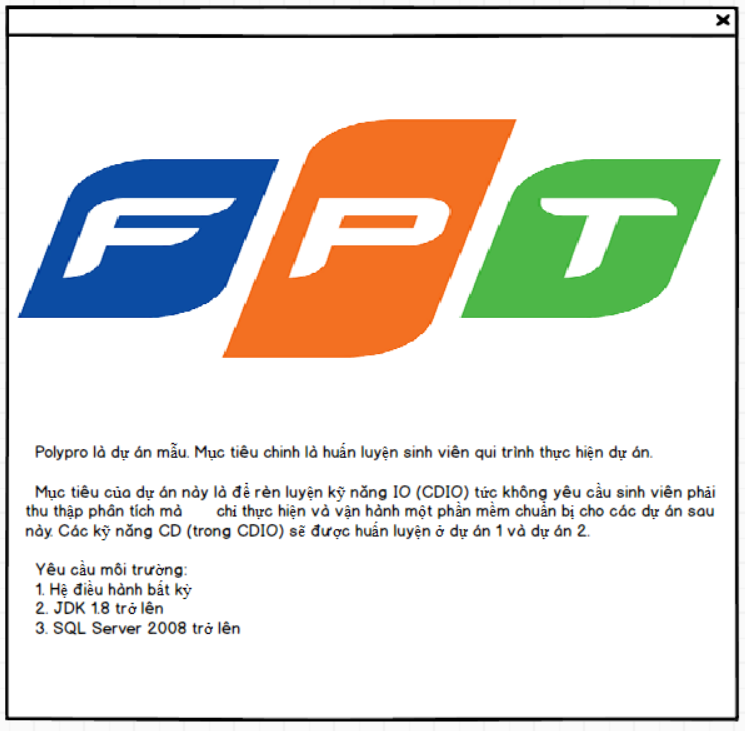 FPT
Polypro là dự án mẫu. Mục tiêu chinh là huấn luyện sinh viên qui trình thực hiện dự án.
Mục tiêu của dự án này là để rèn luyện kỹ năng IO (CDIO) tức không yêu cầu sinh viên phải
thu thập phân tích mà chỉ thực hiện và vận hành một phần mềm chuẩn bị cho các dự án sau
này. Các kỹ năng CD (trong CDIO) sẽ được huấn luyện ở dự án 1 và dự án 2.
Yêu cầu môi trường:
1. Hệ điều hành bất kỳ
2. JDK 1.8 trở lên
3. SQL Server 2008 trở lên